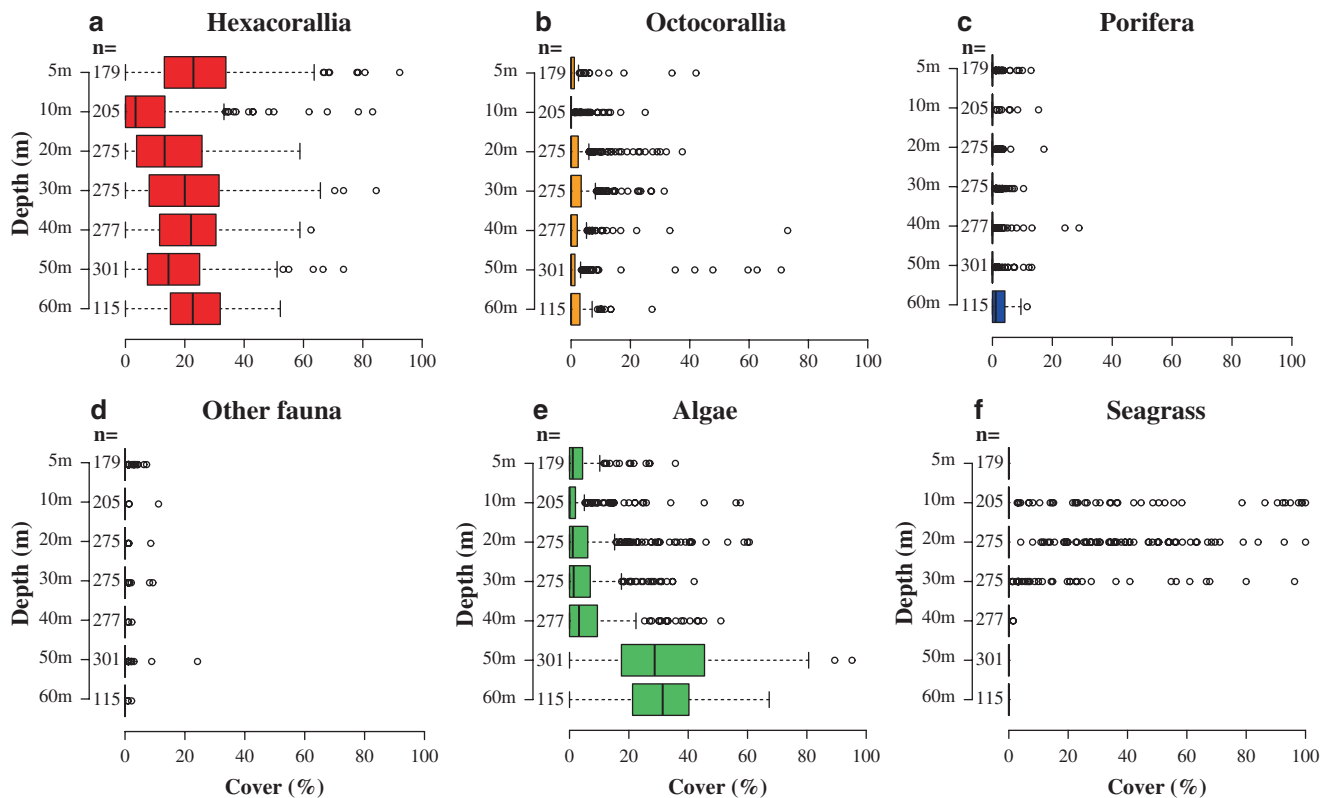 a Hexacorallia
n=
5m 179
10m 205
20m 275
30m 275
40m 277
50m 301
60m 115
Depth (m)
0 20 40 60 80 100
b Octocorallia
n=
5m 179
10m 205
20m 275
30m 275
40m 277
50m 301
60m 115
0 20 40 60 80 100
c Porifera
n=
5m 179
10m 205
20m 275
30m 275
40m 277
50m 301
60m 115
Depth (m)
0 20 40 60 80 100
d Other fauna
n=
5m 179
10m 205
20m 275
30m 275
40m 277
50m 301
60m 115
Depth (m)
0 20 40 60 80 100
Cover (%)
e Algae
n=
5m 179
10m 205
20m 275
30m 275
40m 277
50m 301
60m 115
Depth (m)
0 20 40 60 80 100
Cover (%)
f Seagrass
n=
5m 179
10m 205
20m 275
30m 275
40m 277
50m 301
60m 115
Depth (m)
0 20 40 60 80 100
Cover (%)